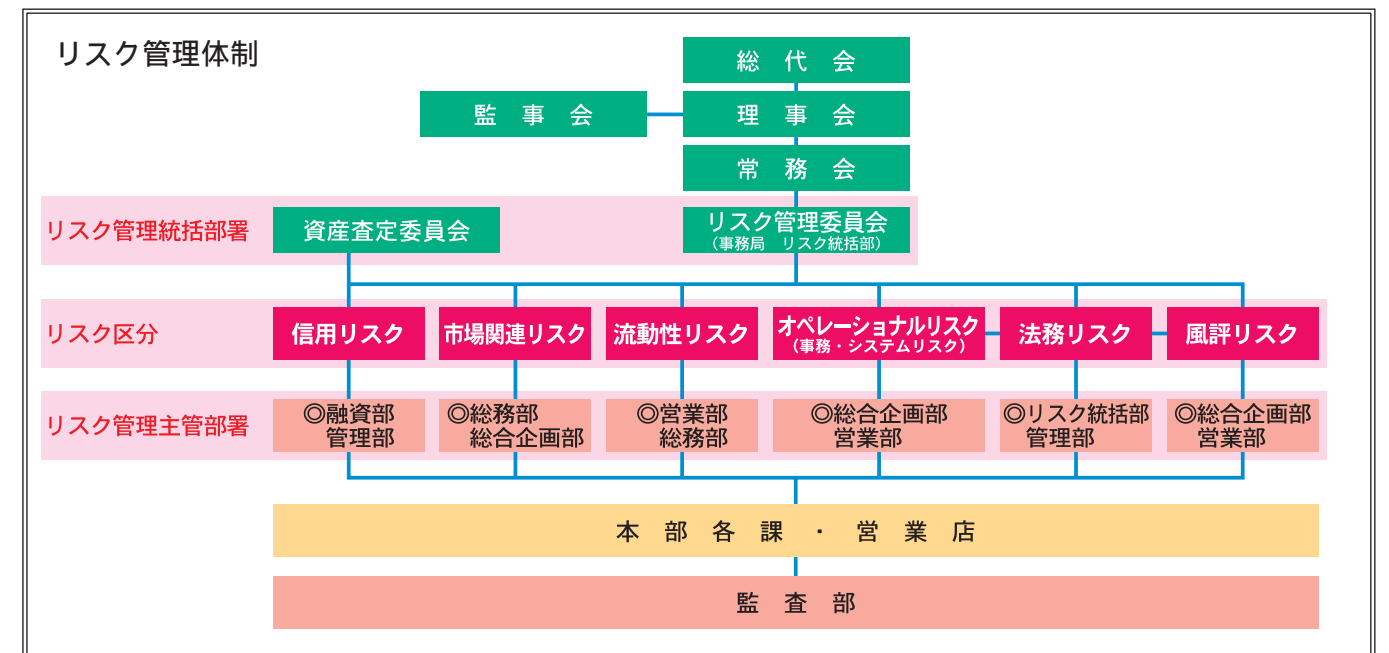 リスク管理体制
総代会
監事会
理事会
常務会
リスク管理統括部署
資産査定委員会
リスク管理委員会
（事務局　リスク統括部）
リスク区分
信用リスク
市場関連リスク
流動性リスク
オペレーショナルリスク
（事務・システムリスク）
法務リスク
風評リスク
リスク管理主管部署
◎融資部
管理部
◎総務部
総合企画部
◎営業部
総務部
◎総合企画部
営業部
◎リスク統括部
管理部
◎総合企画部
営業部
本部各課・営業店
監査部